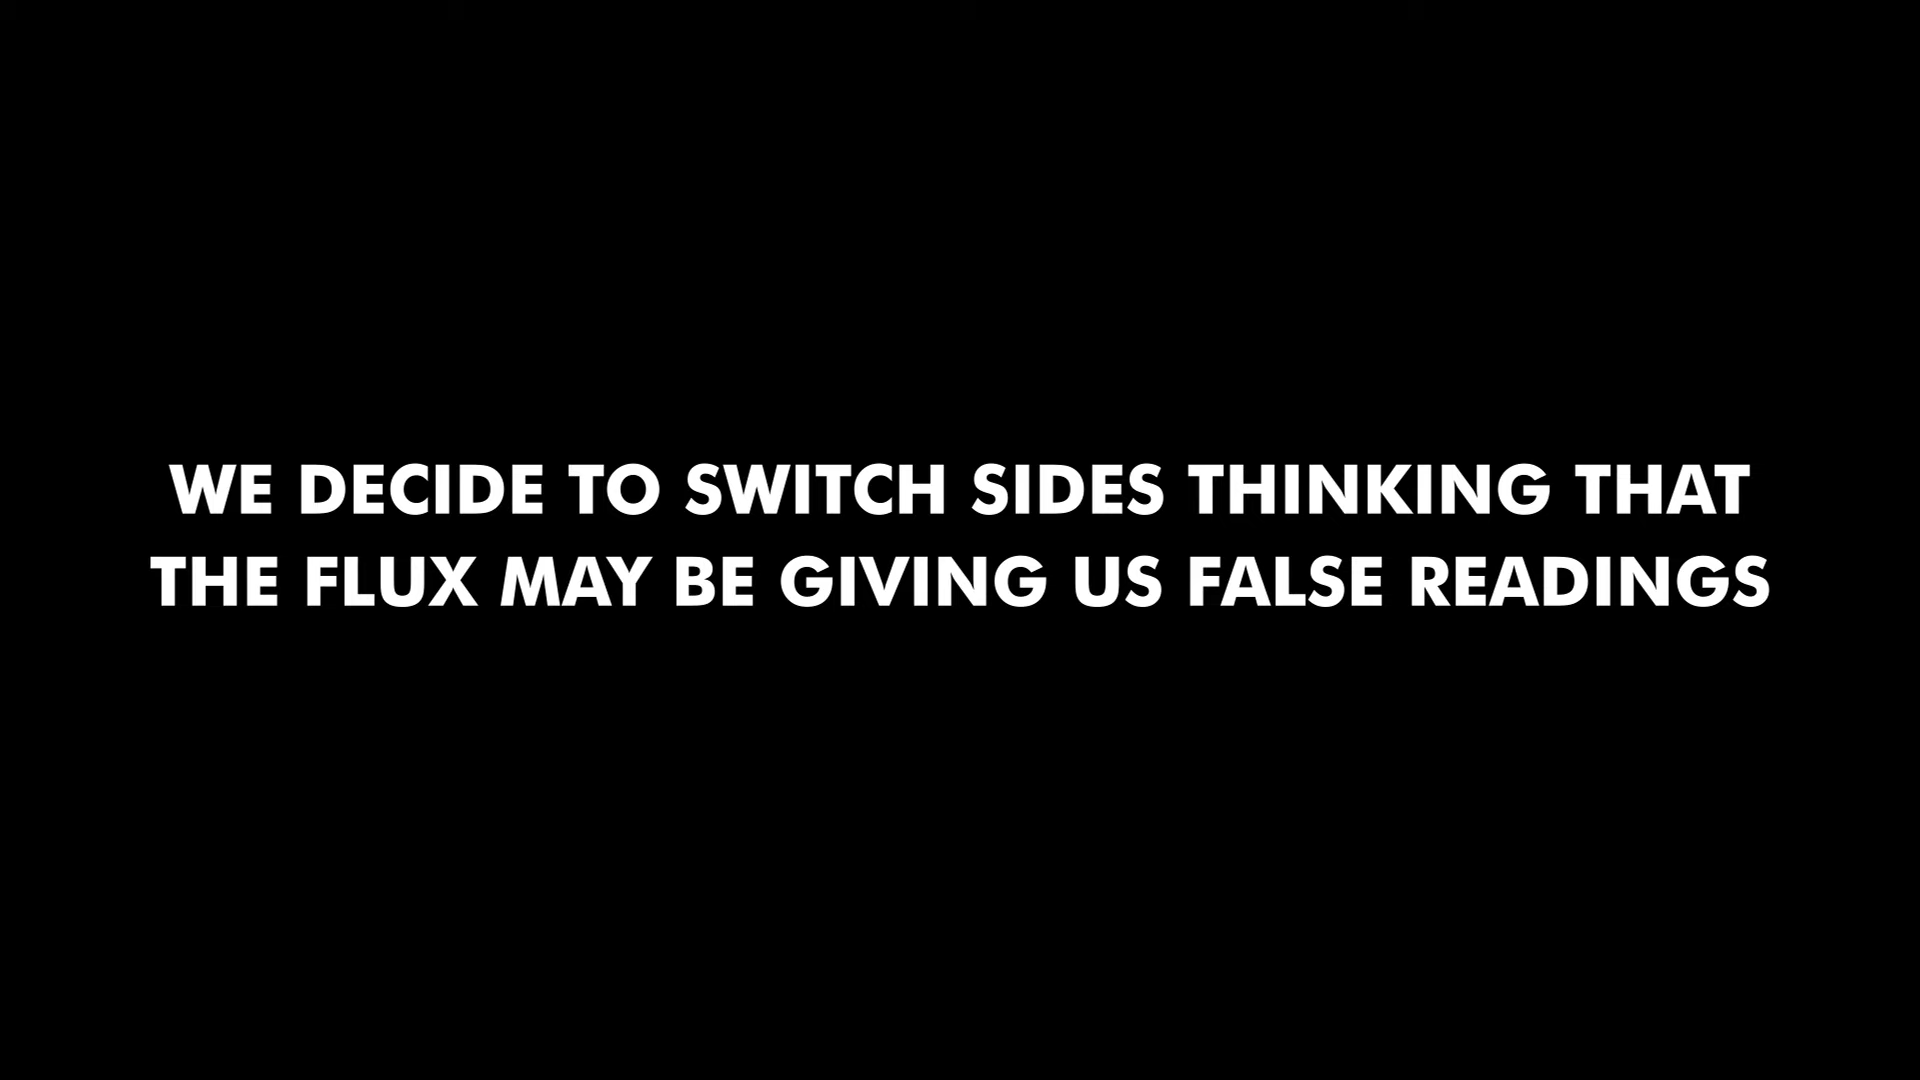 WE DECIDE TO SWITCH SIDES THINKING THAT
THE FLUX MAY BE GIVING US FALSE READINGS